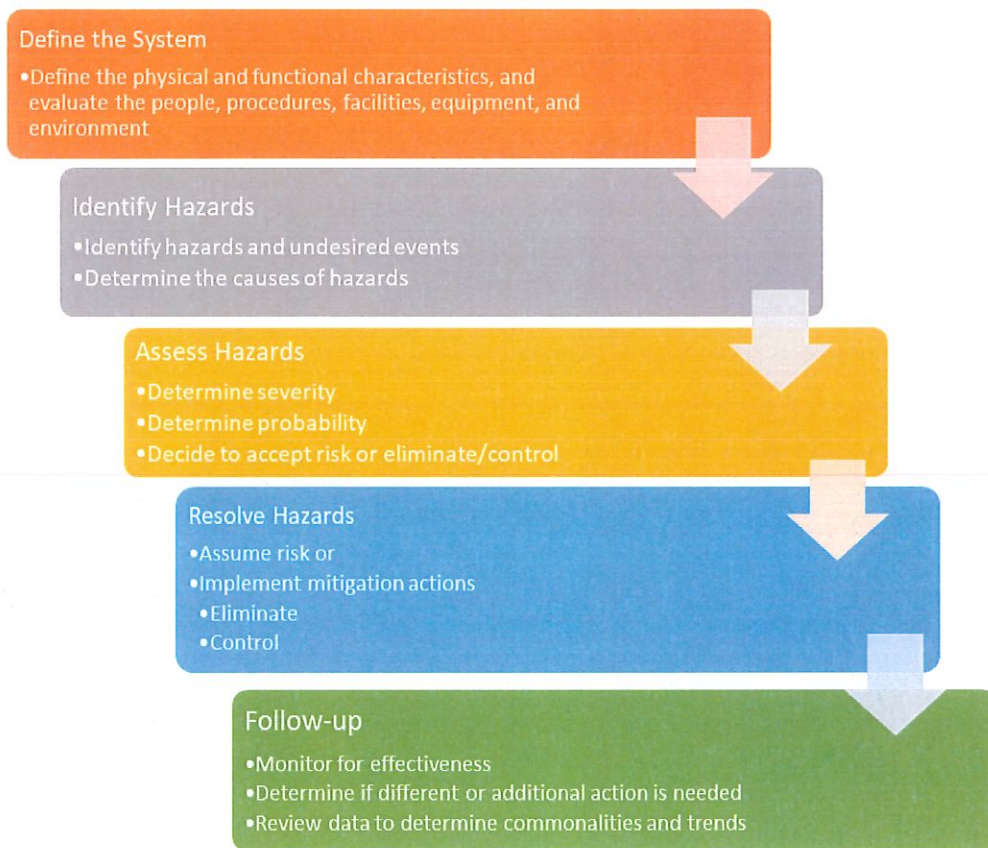 Define the System
•Define the physical and functional characteristics, and
evaluate the people, procedures, facilities, equipment, and
environment
Identify Hazards
•Identify hazards and undesired events
•Determine the causes of hazards
Assess Hazards
•Determine severity
•Determine probability
•Decide to accept risk or eliminate/control
Resolve Hazards
•Assume risk or
•Implement mitigation actions
•Eliminate
•Control
Follow-up
•Monitor for effectiveness
•Determine if different or additional action is needed
•Review data to determine commonalities and trends